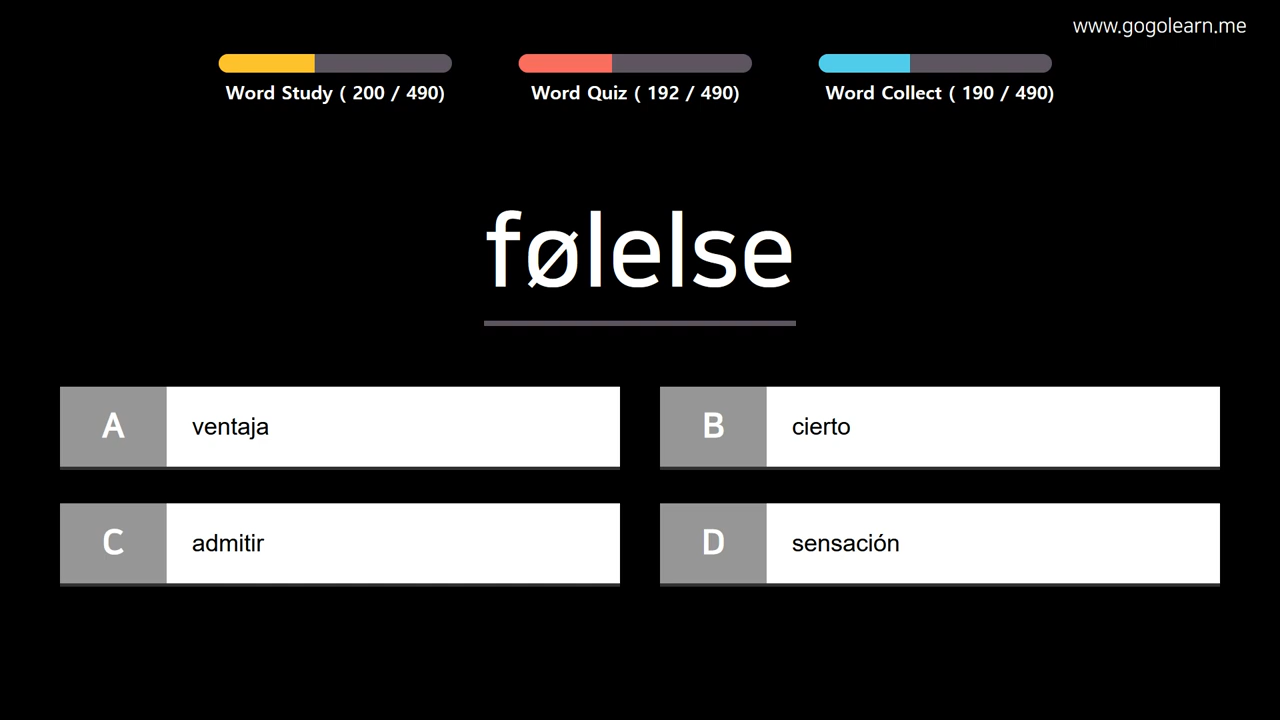 www.gogolearn.me
Word Study ( 200 / 490)
Word Quiz ( 192 / 490)
Word Collect ( 190 / 490)
følelse
A ventaja
B cierto
C admitir
D sensación